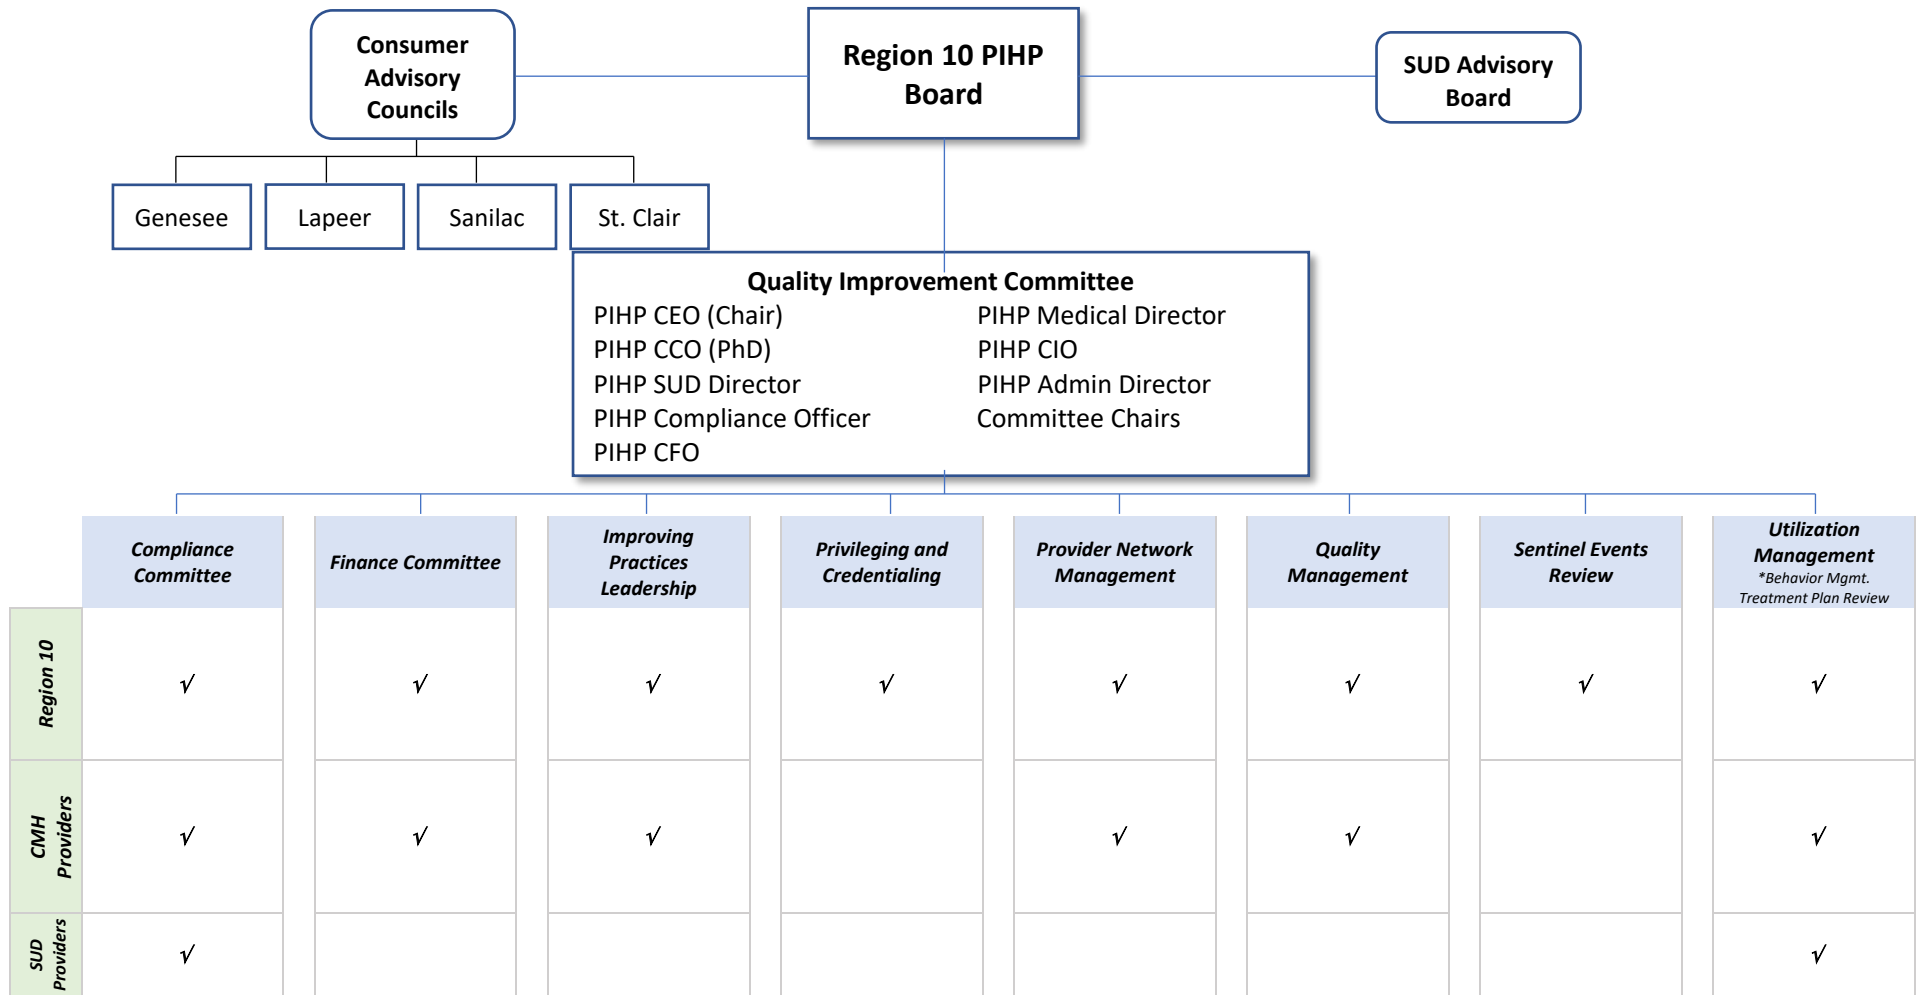 Consumer
Advisory
Councils
Region 10 PIHP
Board
SUD Advisory
Board
Genesee
Lapeer
Sanilac
St. Clair
Quality Improvement Committee
PIHP CEO (Chair)
PIHP CCO (PhD)
PIHP SUD Director
PIHP Compliance Officer
PIHP CFO
PIHP Medical Director
PIHP CIO
PIHP Admin Director
Committee Chairs
Compliance
Committee
Finance Committee
Improving
Practices
Leadership
Privileging and
Credentialing
Provider Network
Management
Quality
Management
Sentinel Events
Review
Utilization
Management
*Behavior Mgmt.
Treatment Plan Review
Region 10
√ √ √ √ √ √ √ √
CMH
Providers
√ √ √ √ √ √
SUD
Providers
√ √